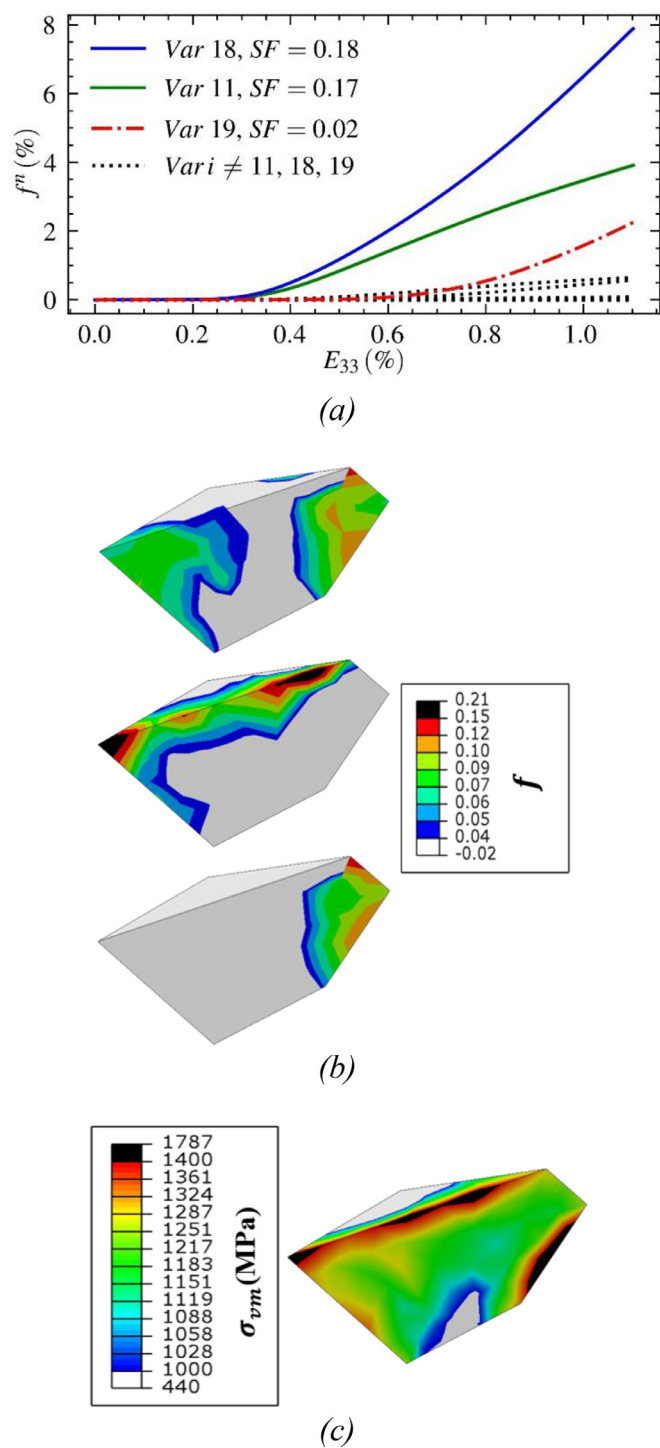 8
6
4
2
0
f^n (%)
Var 18, SF = 0.18
Var 11, SF = 0.17
Var 19, SF = 0.02
Var i ≠ 11, 18, 19
0.0 0.2 0.4 0.6 0.8 1.0
E_33 (%)
(a)
0.21
0.15
0.12
0.10
0.09
0.07
0.06
0.05
0.04
-0.02
f
(b)
1787
1400
1361
1324
1287
1251
1217
1183
1151
1119
1088
1058
1028
1000
440
σ_vm(MPa)
(c)